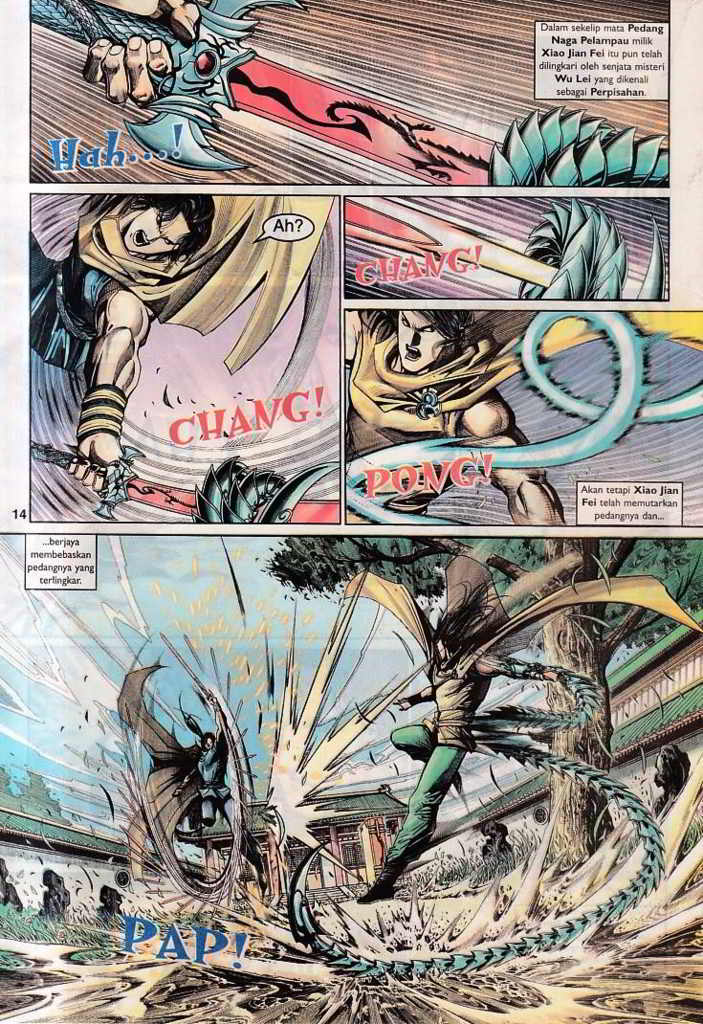 Dalam sekelip mata Pedang
Naga Pelampau milik
Xiao Jian Fei itu pun telah
dilingkari oleh senjata misteri
Wu Lei yang dikenali
sebagai Perpisahan.
Huh...!
Ah?
CHANG!
CHANG!
PONG!
Akan tetapi Xiao Jian
Fei telah memutarkan
pedangnya dan...
14
...berjaya
membebaskan
pedangnya yang
terlingkar.
PAP!